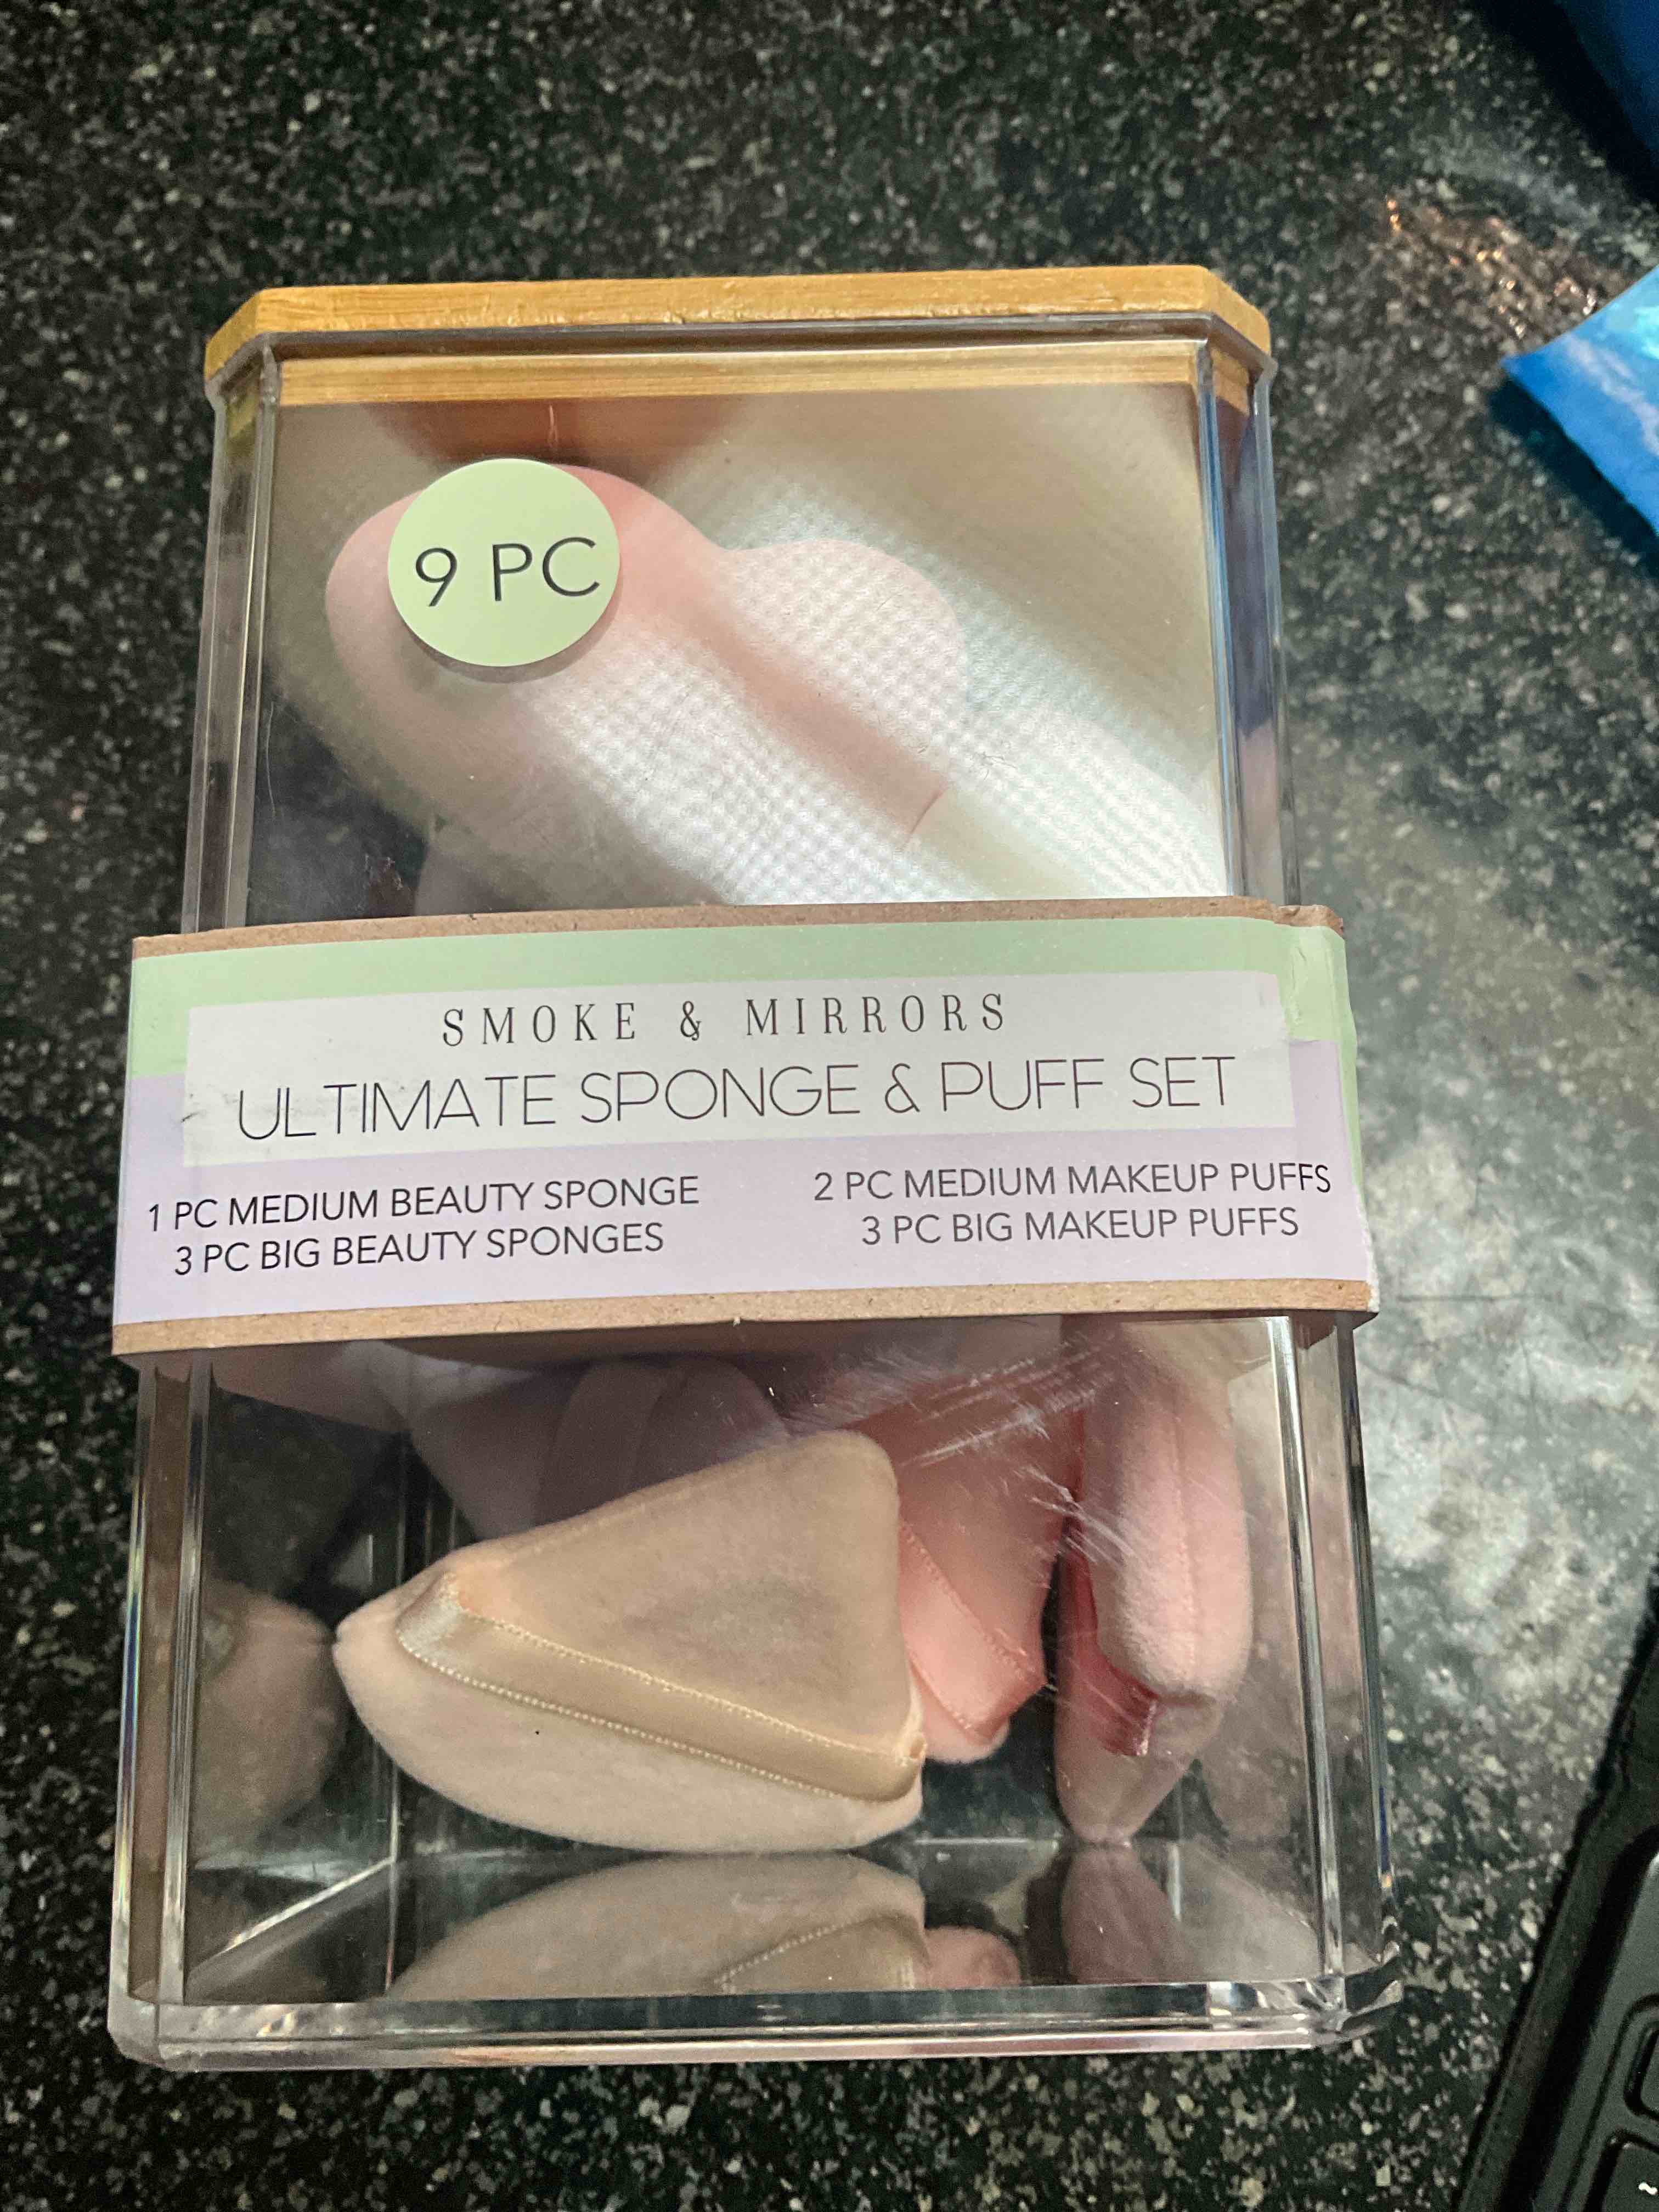 9 PC
SMOKE & MIRRORS
ULTIMATE SPONGE & PUFF SET
1 PC MEDIUM BEAUTY SPONGE
3 PC BIG BEAUTY SPONGES
2 PC MEDIUM MAKEUP PUFFS
3 PC BIG MAKEUP PUFFS